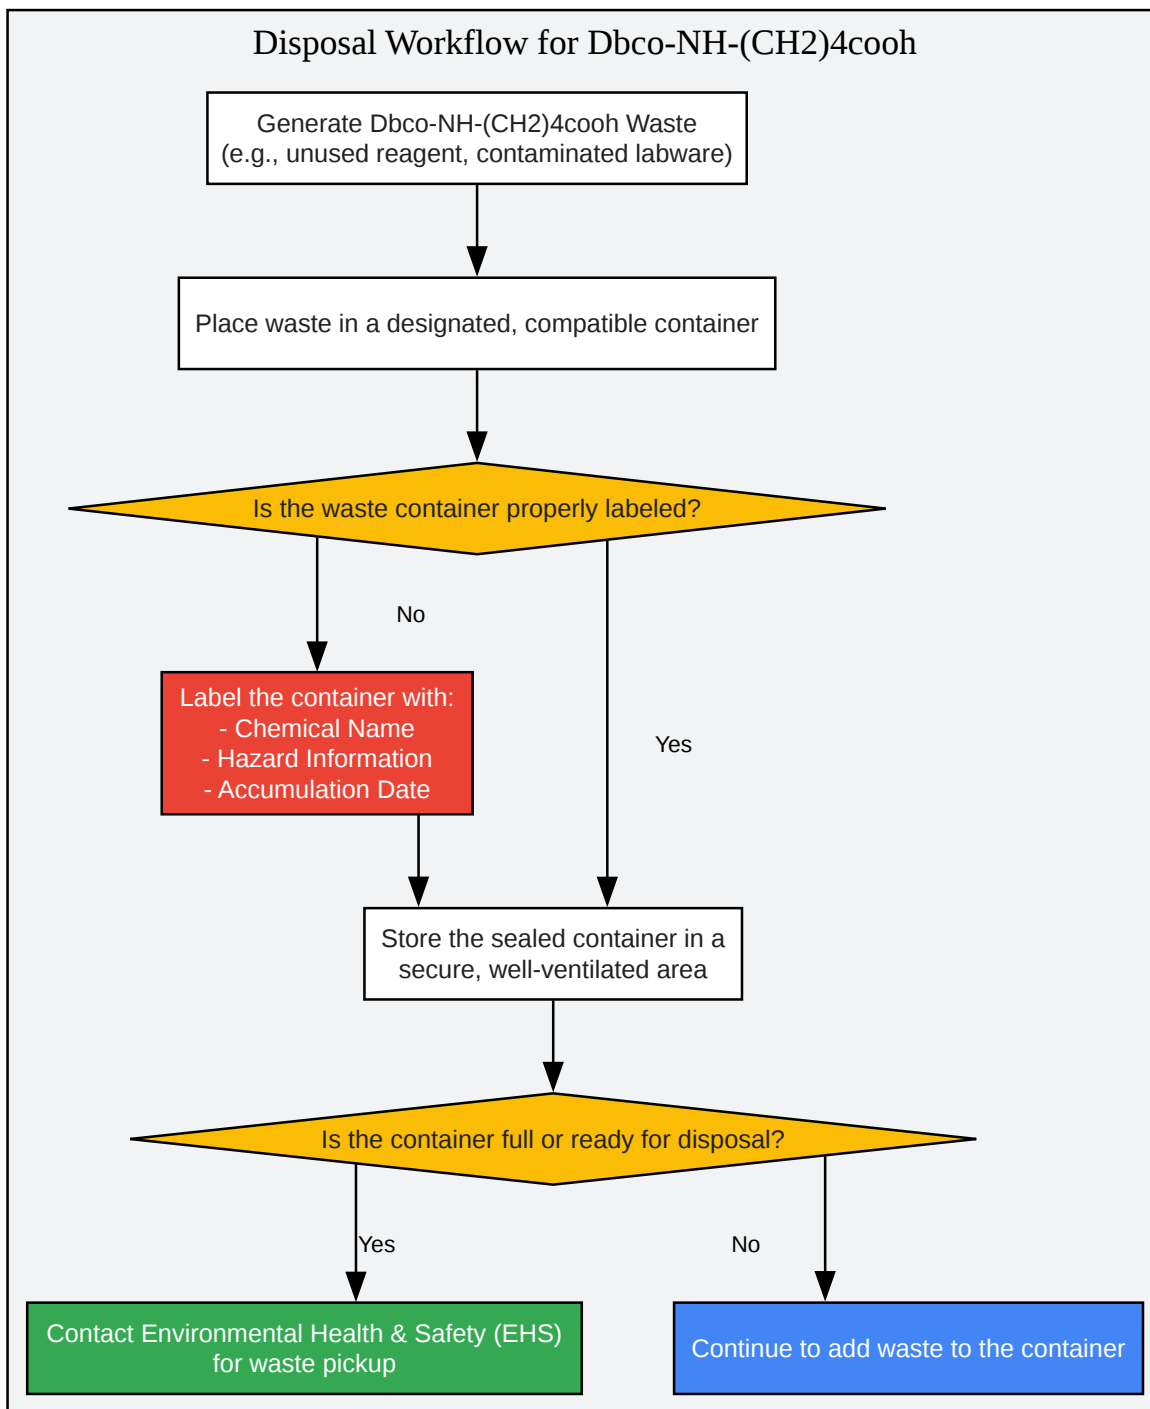 Disposal Workflow for Dbco-NH-(CH2)4cooh
Generate Dbco-NH-(CH2)4cooh Waste
(e.g., unused reagent, contaminated labware)
Place waste in a designated, compatible container
Is the waste container properly labeled?
No
Yes
Label the container with:
- Chemical Name
- Hazard Information
- Accumulation Date
Store the sealed container in a
secure, well-ventilated area
Is the container full or ready for disposal?
Yes
No
Contact Environmental Health & Safety (EHS)
for waste pickup
Continue to add waste to the container